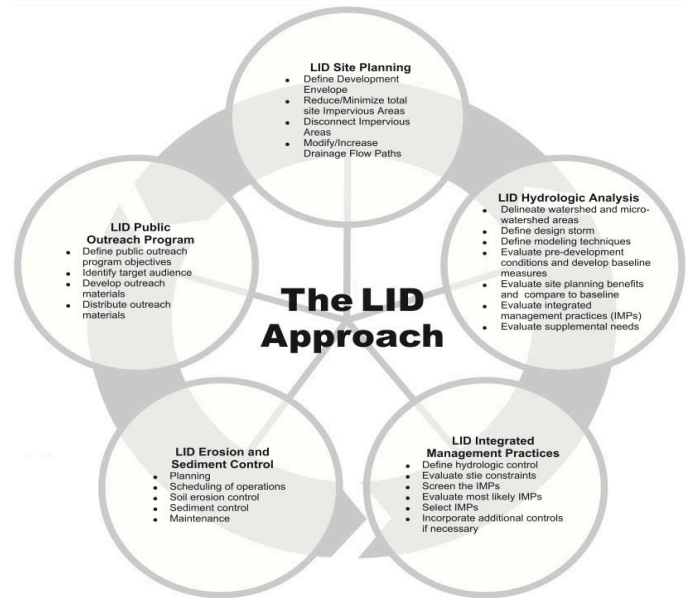 LID Site Planning
• Define Development
Envelope
• Reduce/Minimize total
site Impervious Areas
• Disconnect Impervious
Areas
• Modify/Increase
Drainage Flow Paths
LID Hydrologic Analysis
• Delineate watershed and micro-
watershed areas
• Define design storm
• Define modeling techniques
• Evaluate pre-development
conditions and develop baseline
measures
• Evaluate site planning benefits
and compare to baseline
• Evaluate integrated
management practices (IMPs)
• Evaluate supplemental needs
LID Public
Outreach Program
• Define public outreach
program objectives
• Identify target audience
• Develop outreach
materials
• Distribute outreach
materials
The LID
Approach
LID Erosion and
Sediment Control
• Planning
• Scheduling of operations
• Soil erosion control
• Sediment control
• Maintenance
LID Integrated
Management Practices
• Define hydrologic control
• Evaluate stie constraints
• Screen the IMPs
• Evaluate most likely IMPs
• Select IMPs
• Incorporate additional controls
if necessary